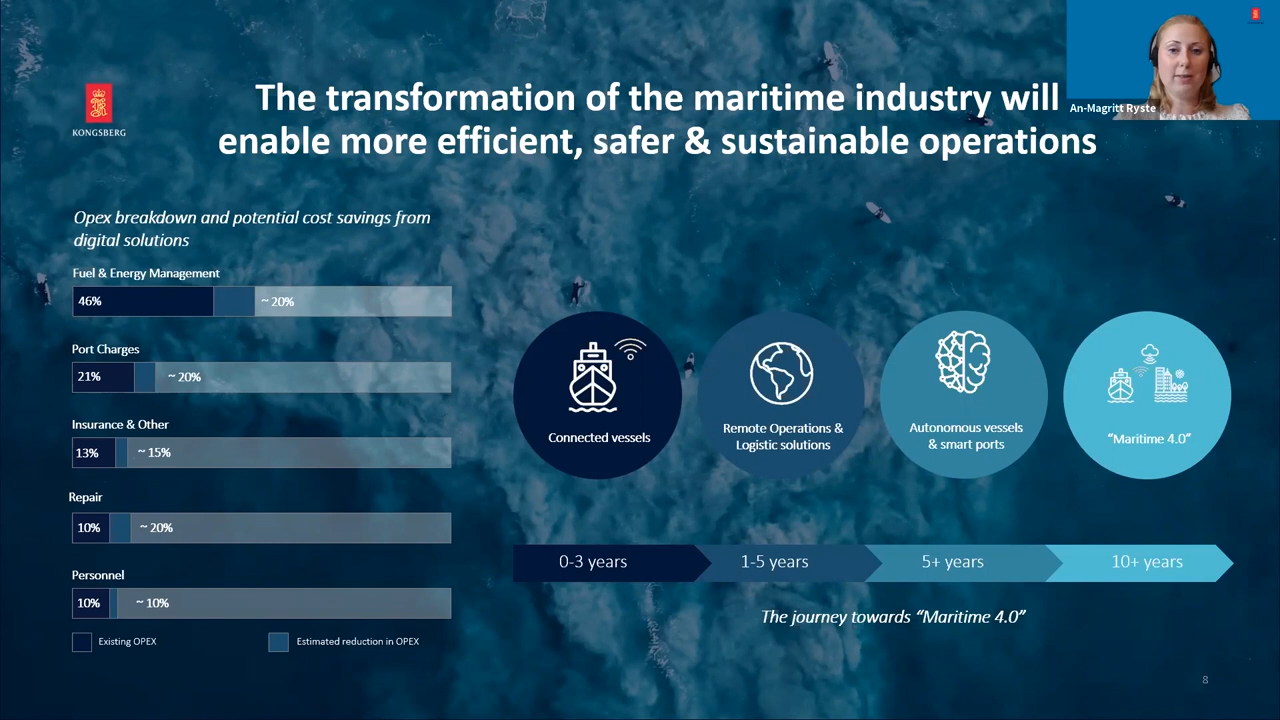 The transformation of the maritime industry will
enable more efficient, safer & sustainable operations
KONGSBERG
An-Magritt Ryste
Opex breakdown and potential cost savings from
digital solutions
Fuel & Energy Management
46%
~ 20%
Port Charges
21%
~ 20%
Insurance & Other
13%
~ 15%
Repair
10%
~ 20%
Personnel
10%
~ 10%
Existing OPEX
Estimated reduction in OPEX
Connected vessels
Remote Operations &
Logistic solutions
Autonomous vessels
& smart ports
“Maritime 4.0”
0-3 years
1-5 years
5+ years
10+ years
The journey towards “Maritime 4.0”
8